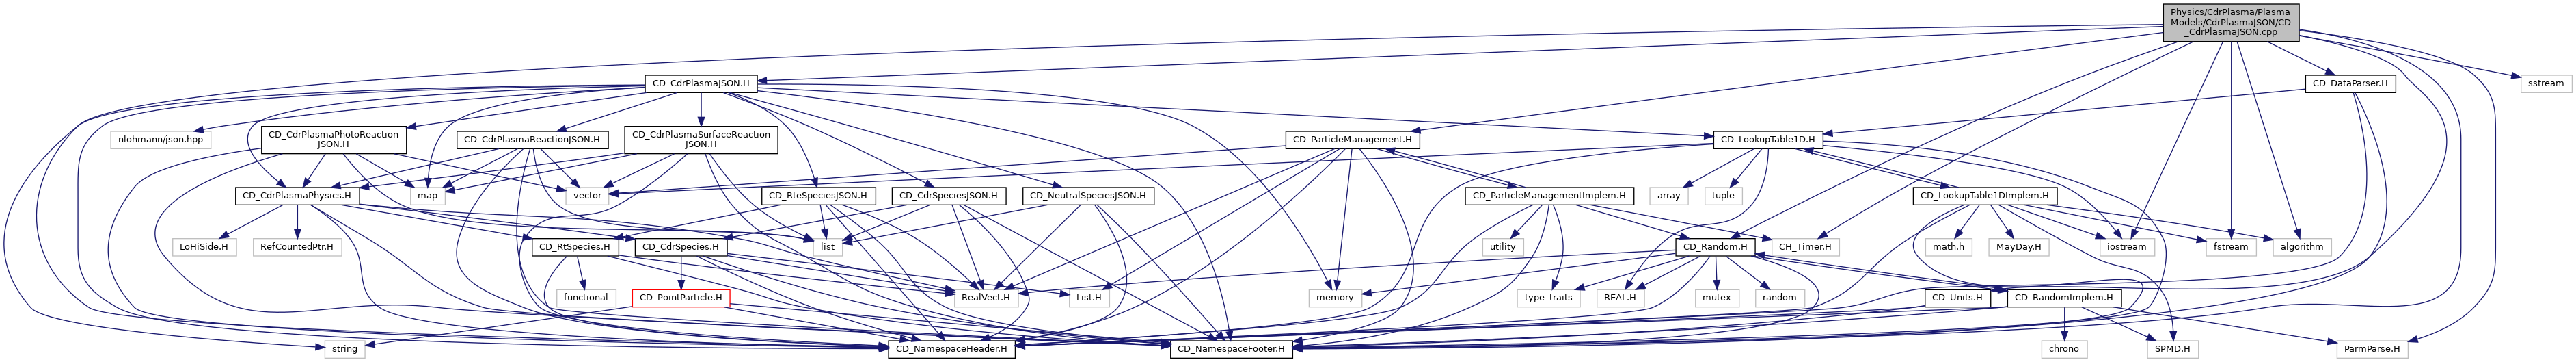 Physics/CdrPlasma/Plasma
Models/CdrPlasmaJSON/CD
_CdrPlasmaJSON.cpp
CD_CdrPlasmaJSON.H
CD_DataParser.H
sstream
nlohmann/json.hpp
CD_CdrPlasmaPhotoReaction
JSON.H
CD_CdrPlasmaReactionJSON.H
CD_CdrPlasmaSurfaceReaction
JSON.H
CD_ParticleManagement.H
CD_LookupTable1D.H
CD_CdrPlasmaPhysics.H
map
vector
CD_RteSpeciesJSON.H
CD_CdrSpeciesJSON.H
CD_NeutralSpeciesJSON.H
CD_ParticleManagementImplem.H
array
tuple
CD_LookupTable1DImplem.H
LoHiSide.H
RefCountedPtr.H
CD_RtSpecies.H
CD_CdrSpecies.H
list
utility
CD_Random.H
CH_Timer.H
math.h
MayDay.H
iostream
fstream
algorithm
functional
CD_PointParticle.H
RealVect.H
List.H
memory
type_traits
REAL.H
mutex
random
CD_Units.H
CD_RandomImplem.H
string
CD_NamespaceHeader.H
CD_NamespaceFooter.H
chrono
SPMD.H
ParmParse.H